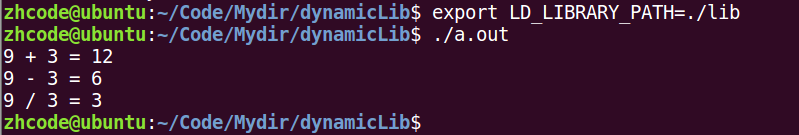 zhcode@ubuntu:~/Code/Mydir/dynamicLib$ export LD_LIBRARY_PATH=./lib
zhcode@ubuntu:~/Code/Mydir/dynamicLib$ ./a.out
9 + 3 = 12
9 - 3 = 6
9 / 3 = 3
zhcode@ubuntu:~/Code/Mydir/dynamicLib$